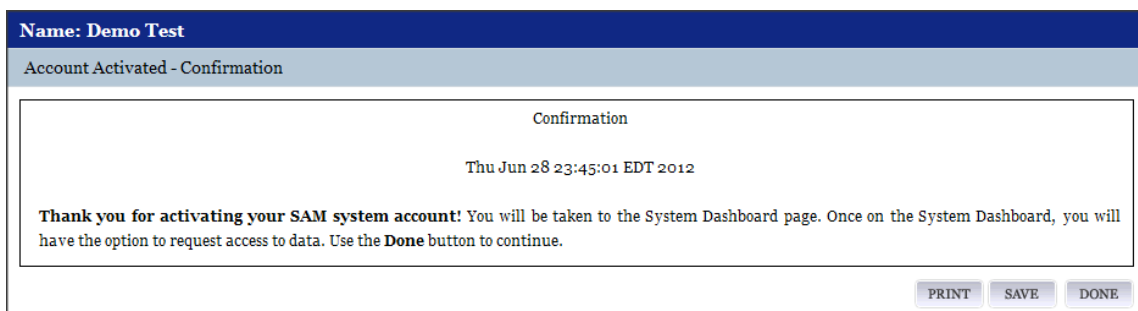 Name: Demo Test
Account Activated - Confirmation
Confirmation
Thu Jun 28 23:45:01 EDT 2012
Thank you for activating your SAM system account! You will be taken to the System Dashboard page. Once on the System Dashboard, you will
have the option to request access to data. Use the Done button to continue.
PRINT SAVE DONE